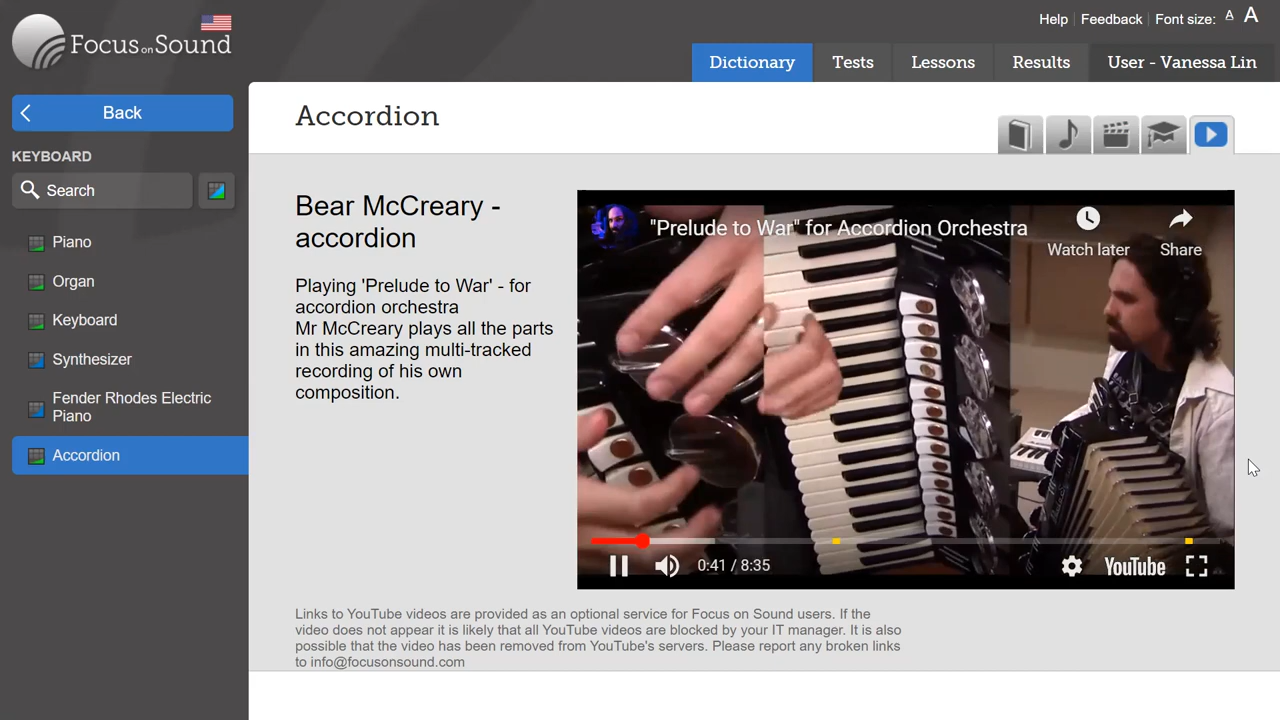 Focus on Sound
Help
Feedback
Font size: A A
Dictionary
Tests
Lessons
Results
User - Vanessa Lin
Back
KEYBOARD
Search
Piano
Organ
Keyboard
Synthesizer
Fender Rhodes Electric
Piano
Accordion
Accordion
Bear McCreary -
accordion
Playing 'Prelude to War' - for
accordion orchestra
Mr McCreary plays all the parts
in this amazing multi-tracked
recording of his own
composition.
"Prelude to War" for Accordion Orchestra
Watch later
Share
0:41 / 8:35
YouTube
Links to YouTube videos are provided as an optional service for Focus on Sound users. If the
video does not appear it is likely that all YouTube videos are blocked by your IT manager. It is also
possible that the video has been removed from YouTube's servers. Please report any broken links
to info@focusonsound.com